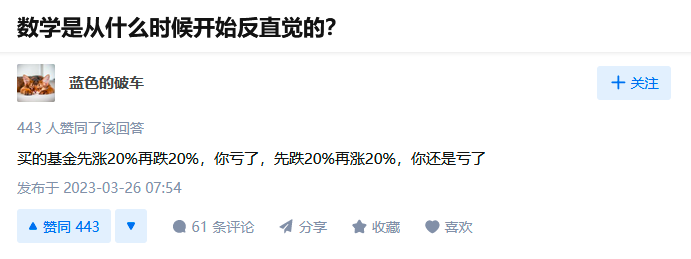 数学是从什么时候开始反直觉的？
蓝色的破车
关注
443 人赞同了该回答
买的基金先涨20%再跌20%，你亏了，先跌20%再涨20%，你还是亏了
发布于 2023-03-26 07:54
赞同 443
61 条评论
分享
收藏
喜欢